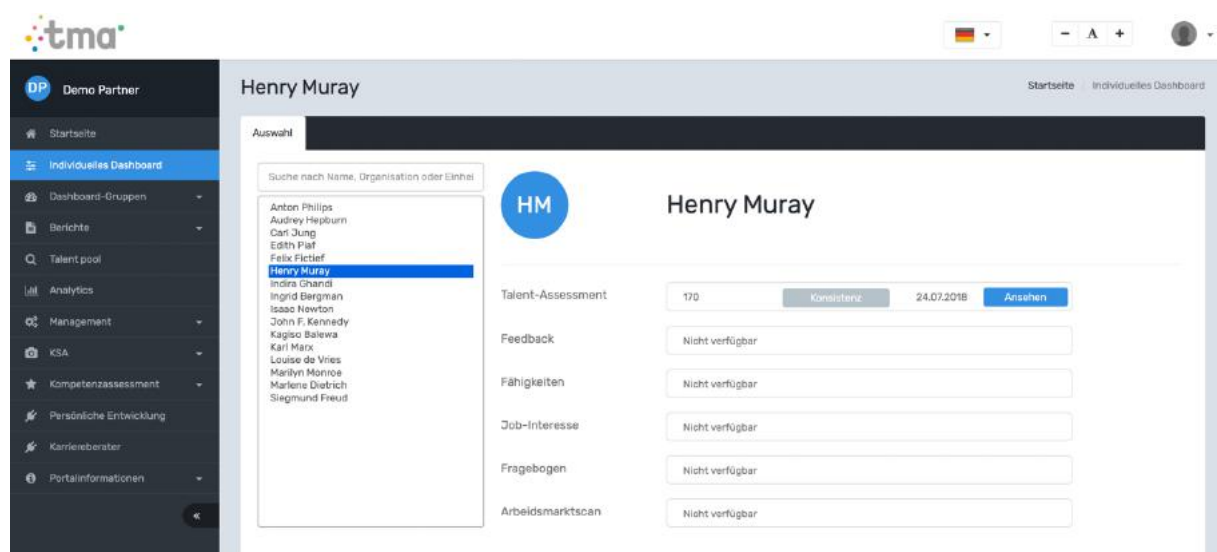 tma
A
DP Demo Partner
Henry Muray
Startseite Individuelles Dashboard
Startseite
Individuelles Dashboard
Dashboard-Gruppen
Berichte
Talent pool
Analytics
Management
KSA
Kompetenzassessment
Persönliche Entwicklung
Karriereberater
Portalinformationen
«
Auswahl
Suche nach Name, Organisation oder Einhei
Anton Philips
Audrey Hepburn
Carl Jung
Edith Piaf
Felix Fictief
Henry Muray
Indira Ghandi
Ingrid Bergman
Isaac Newton
John F. Kennedy
Kagiso Balewa
Karl Marx
Louise de Vries
Marilyn Monroe
Marlene Dietrich
Siegmund Freud
HM Henry Muray
Talent-Assessment 170 Konsistenz 24.07.2018 Ansehen
Feedback Nicht verfügbar
Fähigkeiten Nicht verfügbar
Job-Interesse Nicht verfügbar
Fragebogen Nicht verfügbar
Arbeidsmarktscan Nicht verfügbar